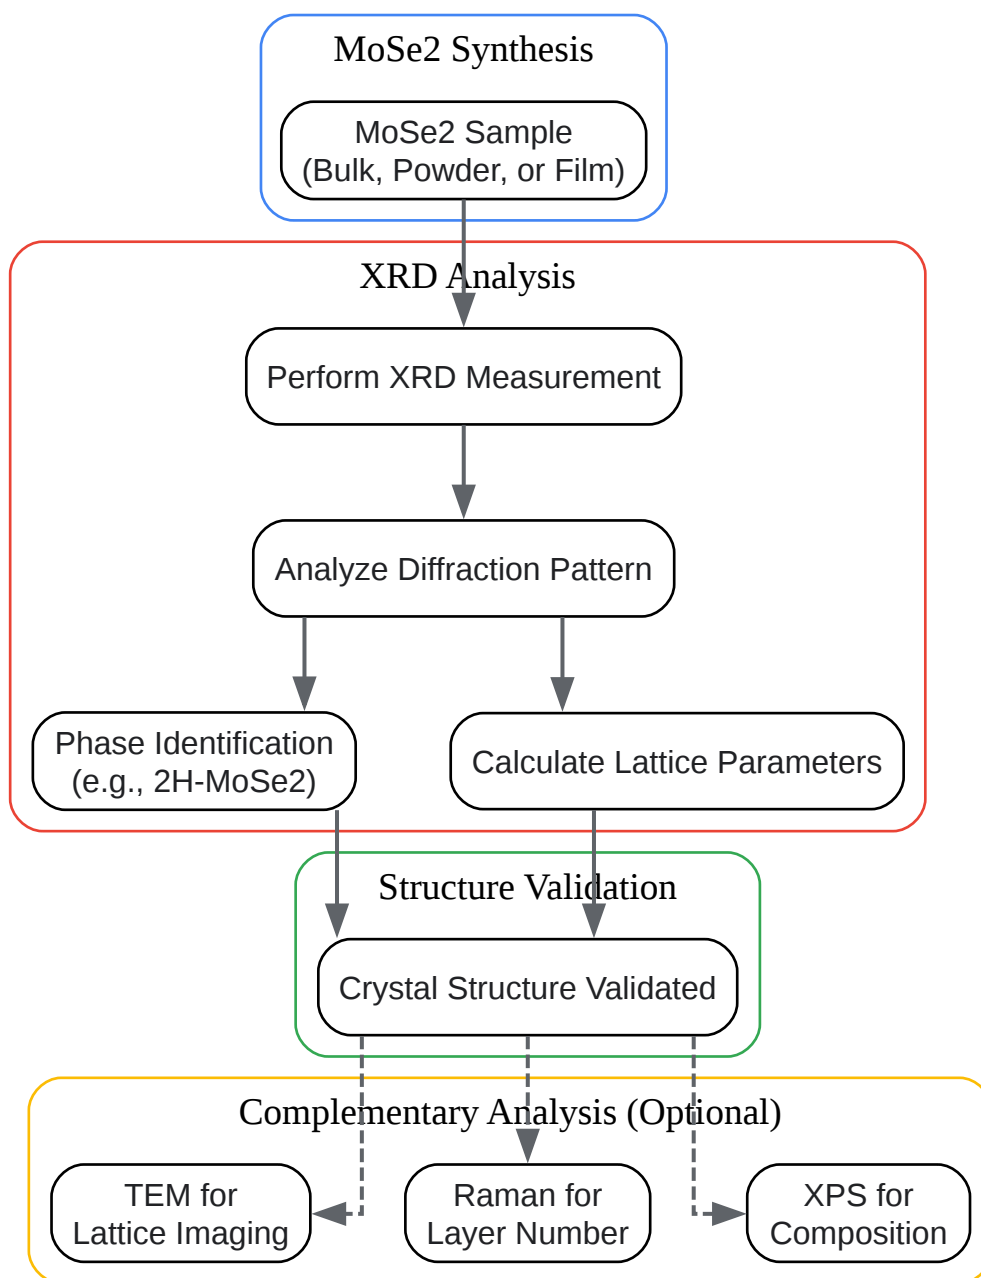 MoSe2 Synthesis
MoSe2 Sample
(Bulk, Powder, or Film)
XRD Analysis
Perform XRD Measurement
Analyze Diffraction Pattern
Phase Identification
(e.g., 2H-MoSe2)
Calculate Lattice Parameters
Structure Validation
Crystal Structure Validated
Complementary Analysis (Optional)
TEM for
Lattice Imaging
Raman for
Layer Number
XPS for
Composition